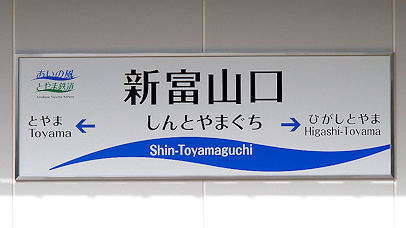 あいの風
とやま鉄道
新富山口
しんとやまぐち
とやま
Toyama
ひがしとやま
Higashi-Toyama
Shin-Toyamaguchi